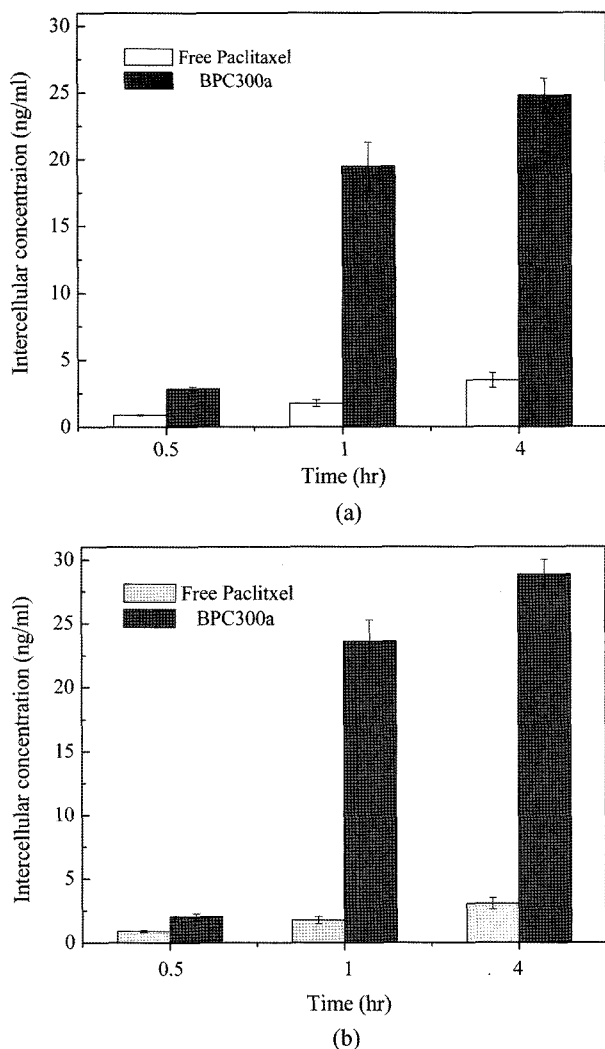 Free Paclitaxel
BPC300a
30
25
20
15
10
5
0
Intercellular concentraion (ng/ml)
0.5
1
4
Time (hr)
(a)
Free Paclitxel
BPC300a
30
25
20
15
10
5
0
Intercellular concentration (ng/ml)
0.5
1
4
Time (hr)
(b)